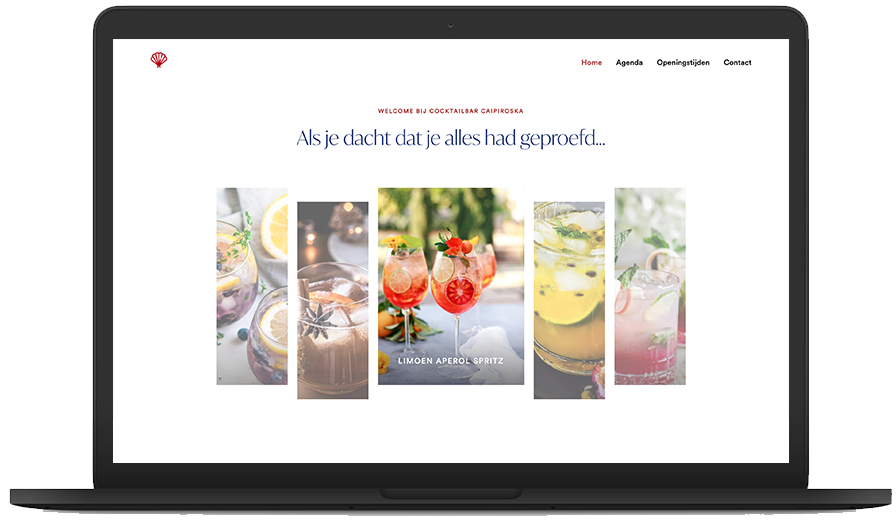 Home Agenda Openingstijden Contact
WELCOME BIJ COCKTAILBAR CAIPIROSKA
Als je dacht dat je alles had geproefd...
LIMOEN APEROL SPRITZ